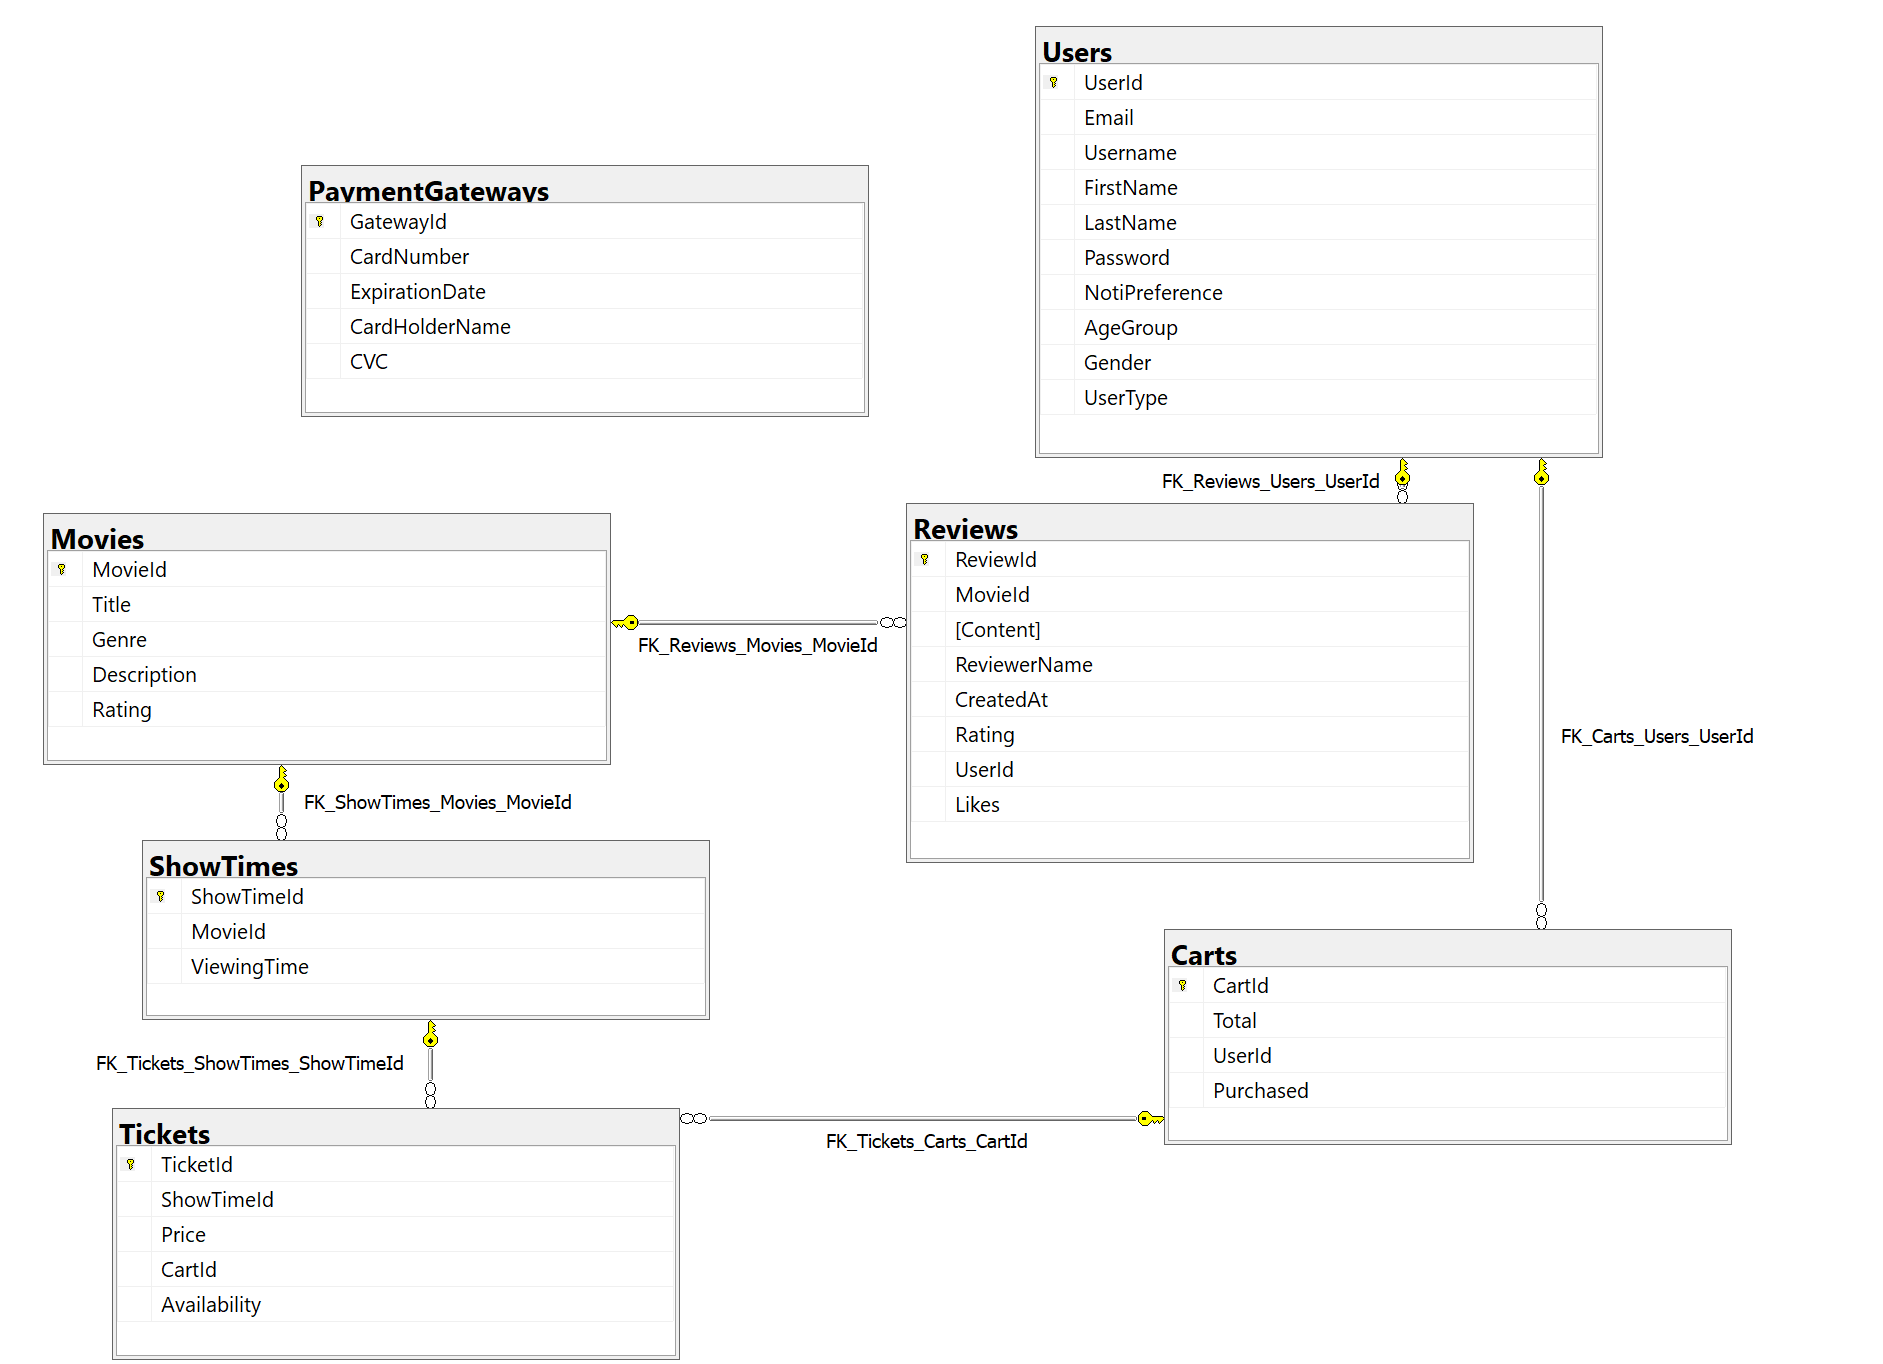 Users
UserId
Email
Username
FirstName
LastName
Password
NotiPreference
AgeGroup
Gender
UserType
PaymentGateways
GatewayId
CardNumber
ExpirationDate
CardHolderName
CVC
FK_Reviews_Users_UserId
Movies
MovieId
Title
Genre
Description
Rating
FK_Reviews_Movies_MovieId
Reviews
ReviewId
MovieId
[Content]
ReviewerName
CreatedAt
Rating
UserId
Likes
FK_Carts_Users_UserId
FK_ShowTimes_Movies_MovieId
ShowTimes
ShowTimeId
MovieId
ViewingTime
Carts
CartId
Total
UserId
Purchased
FK_Tickets_ShowTimes_ShowTimeId
FK_Tickets_Carts_CartId
Tickets
TicketId
ShowTimeId
Price
CartId
Availability